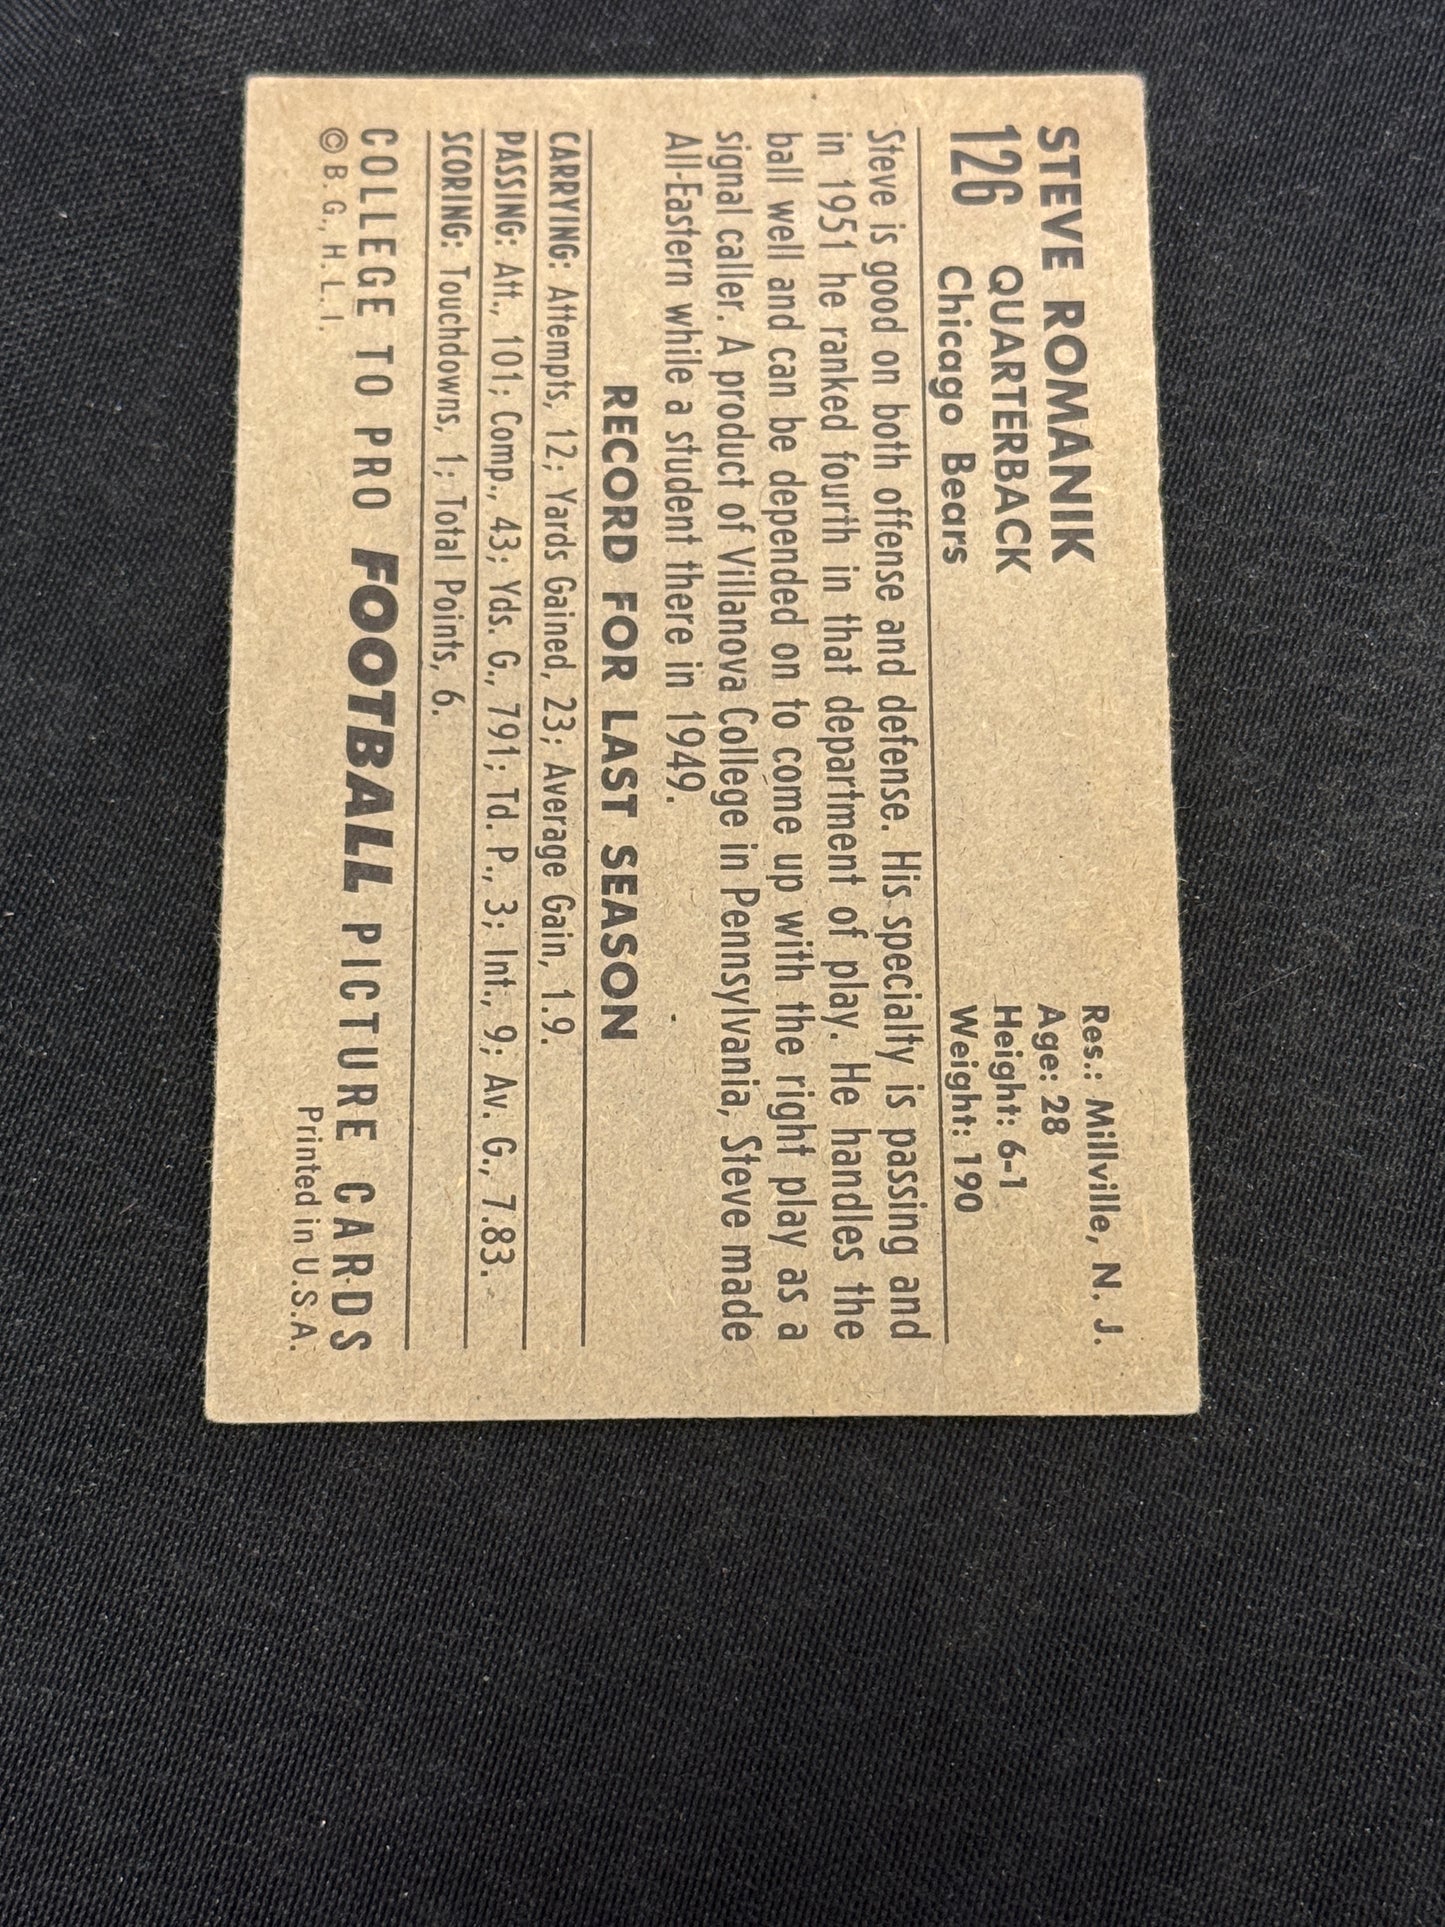 STEVE ROMANIK
126 QUARTERBACK
Chicago Bears
Res.: Millville, N. J.
Age: 28
Height: 6-1
Weight: 190
Steve is good on both offense and defense. His specialty is passing and
in 1951 he ranked fourth in that department of play. He handles the
ball well and can be depended on to come up with the right play as a
signal caller. A product of Villanova College in Pennsylvania, Steve made
All-Eastern while a student there in 1949.
RECORD FOR LAST SEASON
CARRYING: Attempts, 12; Yards Gained, 23; Average Gain, 1.9.
PASSING: Att., 101; Comp., 43; Yds. G., 791; Td. P., 3; Int., 9; Av. G., 7.83.
SCORING: Touchdowns, 1; Total Points, 6.
COLLEGE TO PRO FOOTBALL PICTURE CARDS
© B. G., H. L. I.
Printed in U.S.A.